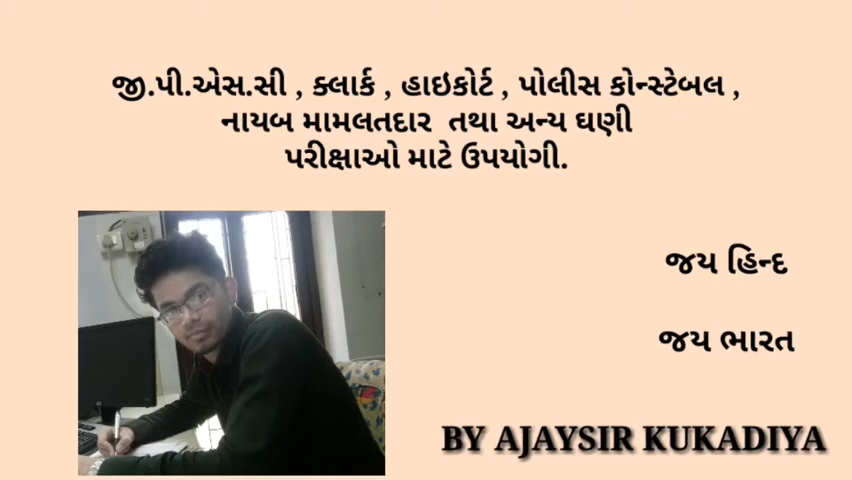 જી.પી.એસ.સી , ક્લાર્ક , હાઇકોર્ટ , પોલીસ કોન્સ્ટેબલ ,
નાયબ મામલતદાર તથા અન્ય ઘણી
પરીક્ષાઓ માટે ઉપયોગી.
જય હિન્દ
જય ભારત
BY AJAYSIR KUKADIYA